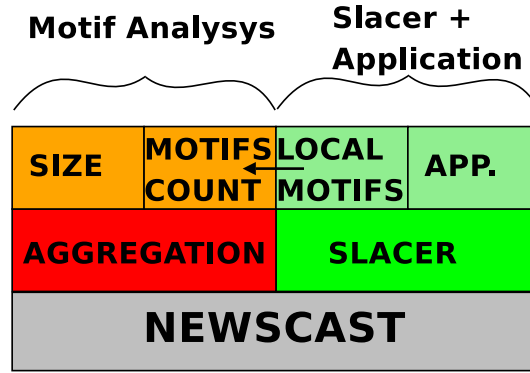 Motif Analysys
Slacer +
Application
SIZE
MOTIFS
COUNT
LOCAL
MOTIFS
APP.
AGGREGATION
SLACER
NEWSCAST